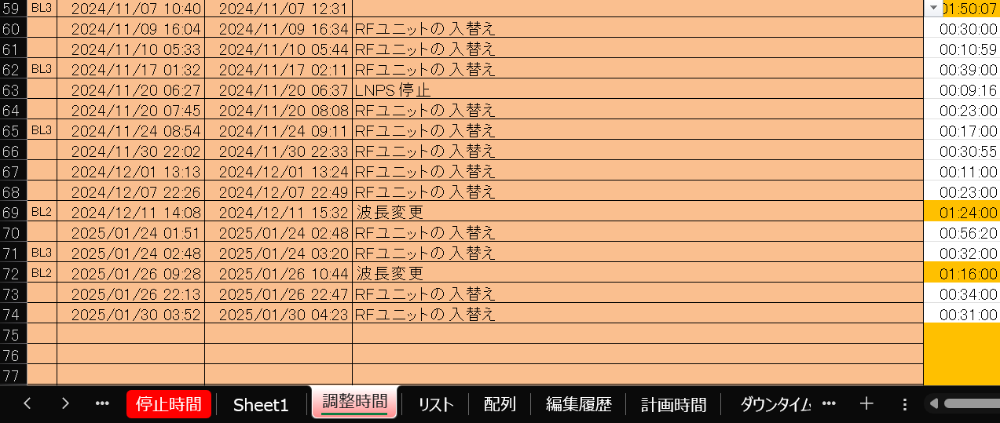 59 BL3 2024/11/07 10:40 2024/11/07 12:31 01:50:07
60 2024/11/09 16:04 2024/11/09 16:34 RFユニットの入替え 00:30:00
61 2024/11/10 05:33 2024/11/10 05:44 RFユニットの入替え 00:10:59
62 BL3 2024/11/17 01:32 2024/11/17 02:11 RFユニットの入替え 00:39:00
63 2024/11/20 06:27 2024/11/20 06:37 LNPS停止 00:09:16
64 2024/11/20 07:45 2024/11/20 08:08 RFユニットの入替え 00:23:00
65 BL3 2024/11/24 08:54 2024/11/24 09:11 RFユニットの入替え 00:17:00
66 2024/11/30 22:02 2024/11/30 22:33 RFユニットの入替え 00:30:55
67 2024/12/01 13:13 2024/12/01 13:24 RFユニットの入替え 00:11:00
68 2024/12/07 22:26 2024/12/07 22:49 RFユニットの入替え 00:23:00
69 BL2 2024/12/11 14:08 2024/12/11 15:32 波長変更 01:24:00
70 2025/01/24 01:51 2025/01/24 02:48 RFユニットの入替え 00:56:20
71 BL3 2025/01/24 02:48 2025/01/24 03:20 RFユニットの入替え 00:32:00
72 BL2 2025/01/26 09:28 2025/01/26 10:44 波長変更 01:16:00
73 2025/01/26 22:13 2025/01/26 22:47 RFユニットの入替え 00:34:00
74 2025/01/30 03:52 2025/01/30 04:23 RFユニットの入替え 00:31:00
75
76
77
停止時間 Sheet1 調整時間 リスト 配列 編集履歴 計画時間 ダウンタイム